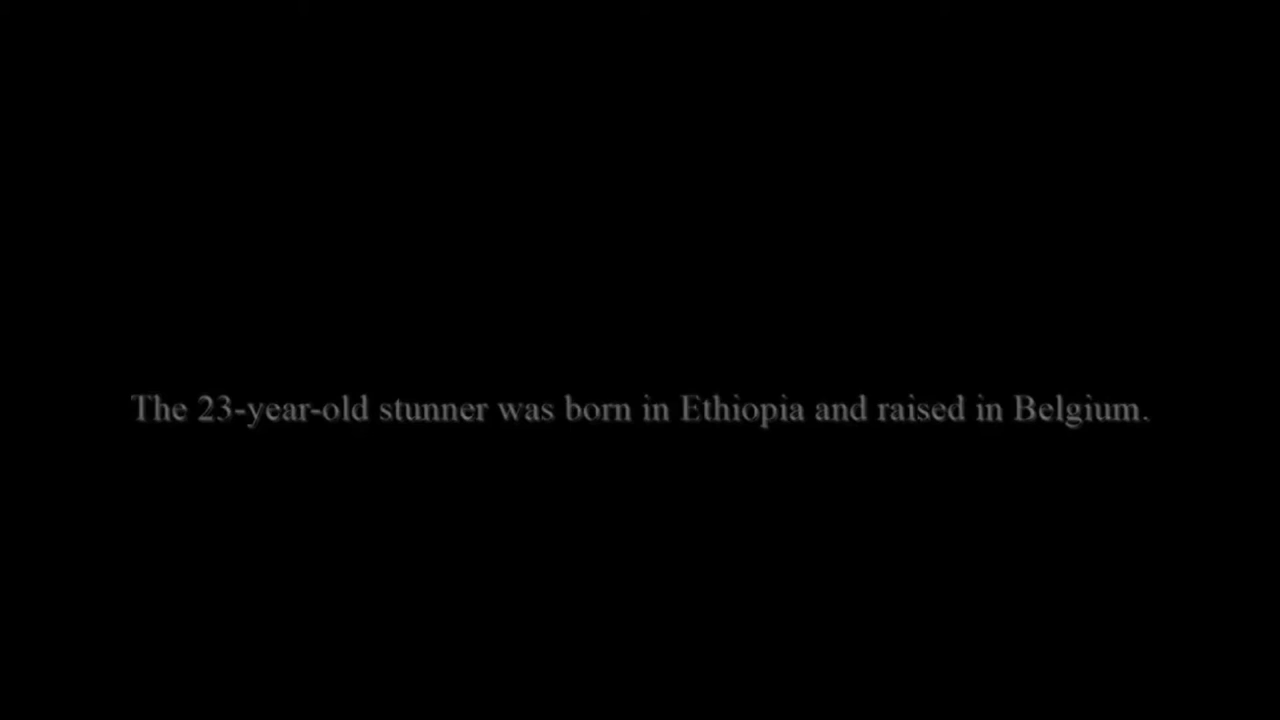 The 23-year-old stunner was born in Ethiopia and raised in Belgium.